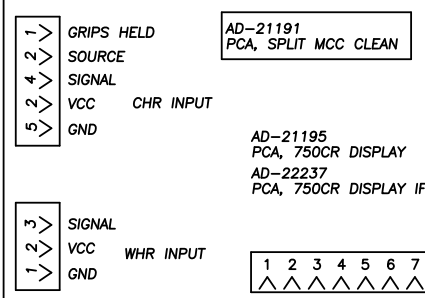 1 GRIPS HELD
2 SOURCE
4 SIGNAL
2 VCC CHR INPUT
5 GND
AD-21191
PCA, SPLIT MCC CLEAN
AD-21195
PCA, 750CR DISPLAY
AD-22237
PCA, 750CR DISPLAY IF
3 SIGNAL
2 VCC WHR INPUT
1 GND
1 2 3 4 5 6 7